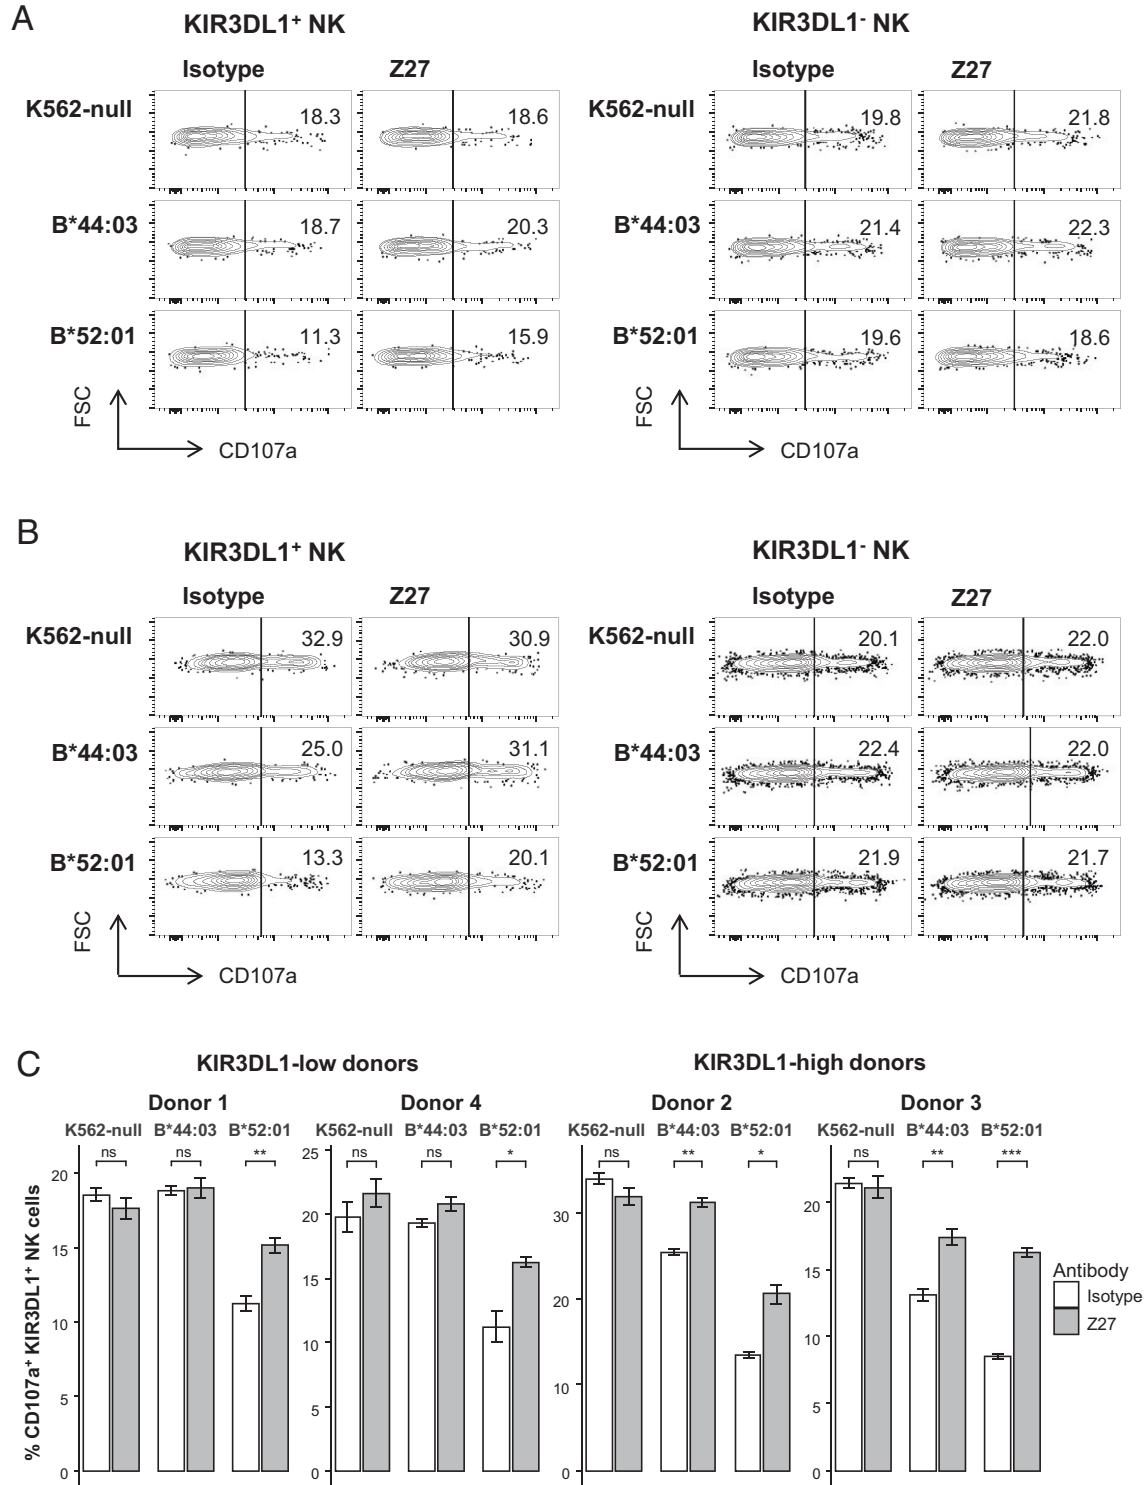 A
KIR3DL1+ NK
KIR3DL1- NK
Isotype
Z27
Isotype
Z27
K562-null
18.3
18.6
K562-null
19.8
21.8
B*44:03
18.7
20.3
B*44:03
21.4
22.3
B*52:01
11.3
15.9
B*52:01
19.6
18.6
FSC
CD107a
FSC
CD107a
B
KIR3DL1+ NK
KIR3DL1- NK
Isotype
Z27
Isotype
Z27
K562-null
32.9
30.9
K562-null
20.1
22.0
B*44:03
25.0
31.1
B*44:03
22.4
22.0
B*52:01
13.3
20.1
B*52:01
21.9
21.7
FSC
CD107a
FSC
CD107a
C
KIR3DL1-low donors
KIR3DL1-high donors
% CD107a+ KIR3DL1+ NK cells
Donor 1
K562-null B*44:03 B*52:01
ns ns **
20
15
10
5
0
Donor 4
K562-null B*44:03 B*52:01
ns ns *
25
20
15
10
5
0
Donor 2
K562-null B*44:03 B*52:01
ns ** *
30
20
10
0
Donor 3
K562-null B*44:03 B*52:01
ns ** ***
20
15
10
5
0
Antibody
Isotype
Z27